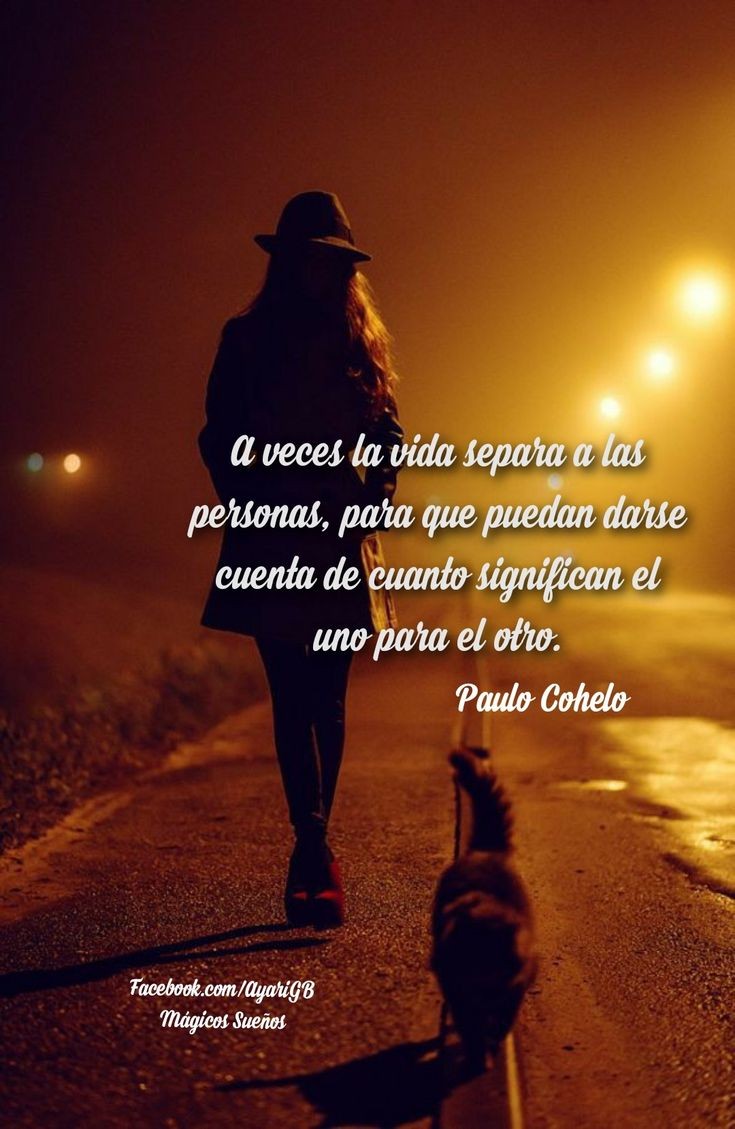 A veces la vida separa a las
personas, para que puedan darse
cuenta de cuanto significan el
uno para el otro.
Paulo Cohelo
Facebook.com/AyariGB
Mágicos Sueños